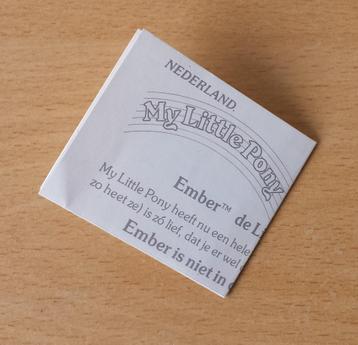 NEDERLAND
My Little Pony
Ember™ de L
My Little Pony heeft nu een hele
zo heet ze) is zó lief, dat je er wel
Ember is niet in